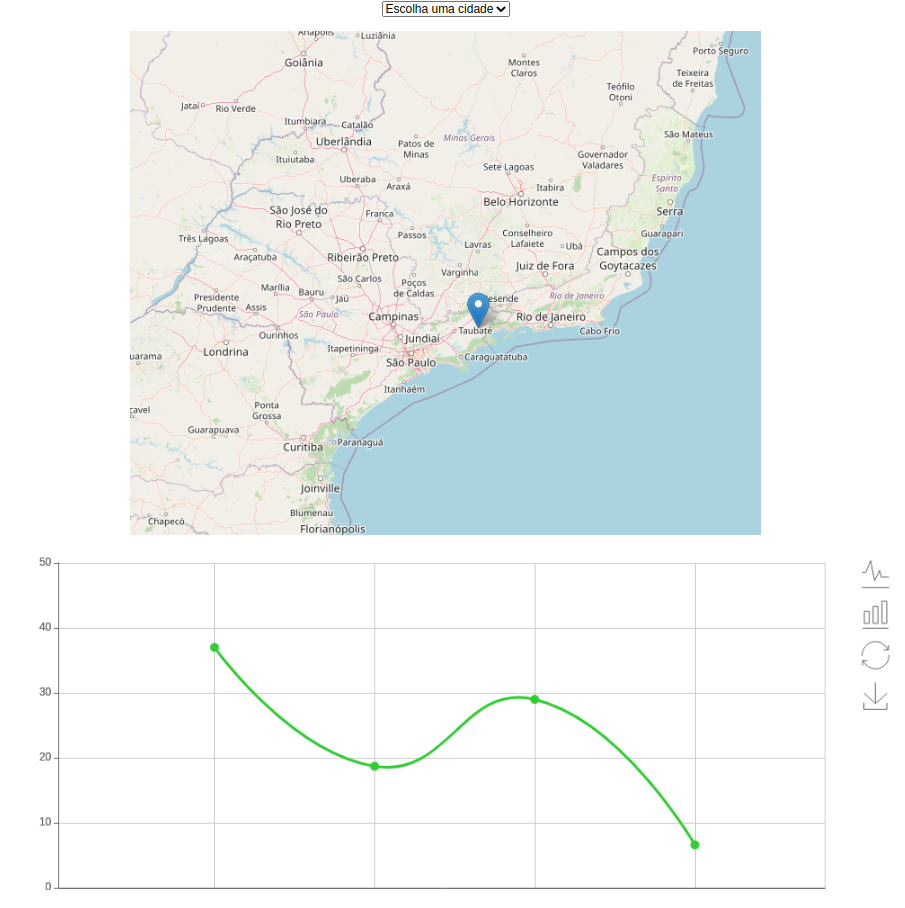 Escolha uma cidade
Luziânia
Goiânia
Porto Seguro
Montes
Claros
Teixeira
de Freitas
Jataí
Rio Verde
Teófilo
Otoni
Itumbiara
Catalão
Uberlândia
Patos de
Minas
Minas Gerais
São Mateus
Ituiutaba
Sete Lagoas
Governador
Valadares
Uberaba
Araxá
Itabira
Espírito
Santo
Belo Horizonte
São José do
Rio Preto
Franca
Serra
Três Lagoas
Passos
Conselheiro
Lafaiete
Ubá
Guarapari
Araçatuba
Ribeirão Preto
Lavras
Campos dos
Goytacazes
Varginha
Juiz de Fora
São Carlos
Poços
de Caldas
Presidente
Prudente
Marília
Bauru
Jaú
esende
Rio de Janeiro
Assis
São Paulo
Campinas
Rio de Janeiro
Cabo Frio
Taubaté
Ourinhos
Jundiaí
Londrina
Itapetininga
São Paulo
Caraguatatuba
uarama
Itanhaém
cavel
Ponta
Grossa
Guarapuava
Curitiba
Paranaguá
Joinville
Blumenau
Chapecó
Florianópolis
50
40
30
20
10
0